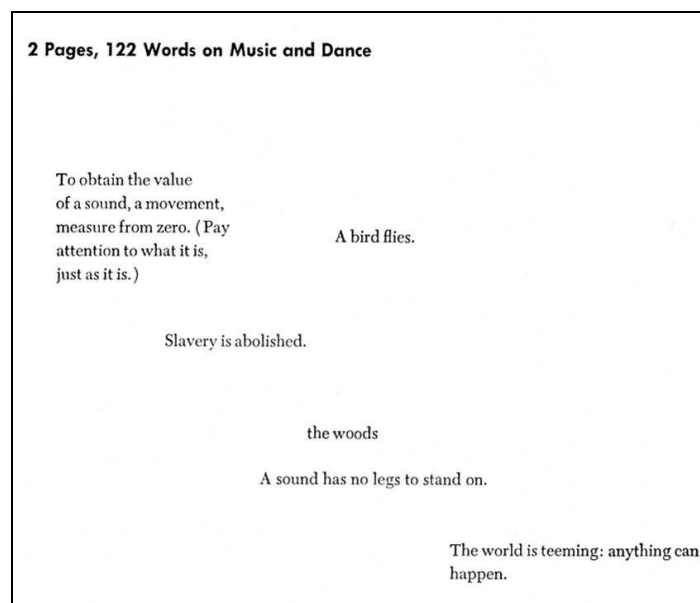 2 Pages, 122 Words on Music and Dance
To obtain the value
of a sound, a movement,
measure from zero. (Pay
attention to what it is,
just as it is.)
A bird flies.
Slavery is abolished.
the woods
A sound has no legs to stand on.
The world is teeming: anything can
happen.